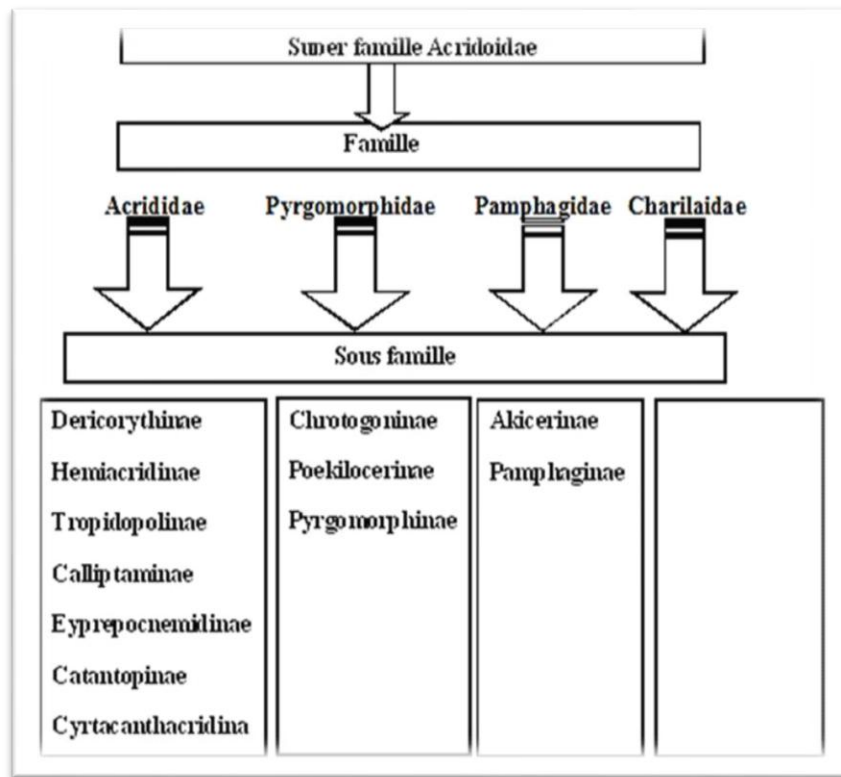 Super famille Acridoidae
Famille
Acrididae Pyrgomorphidae Pamphagidae Charilaidae
Sous famille
Dericorythinae
Hemiacridinae
Tropidopolinae
Calliptaminae
Eyprepocnemidinae
Catantopinae
Cyrtacanthacridina
Chrotogoninae
Poekilocerinae
Pyrgomorphinae
Akicerinae
Pamphaginae